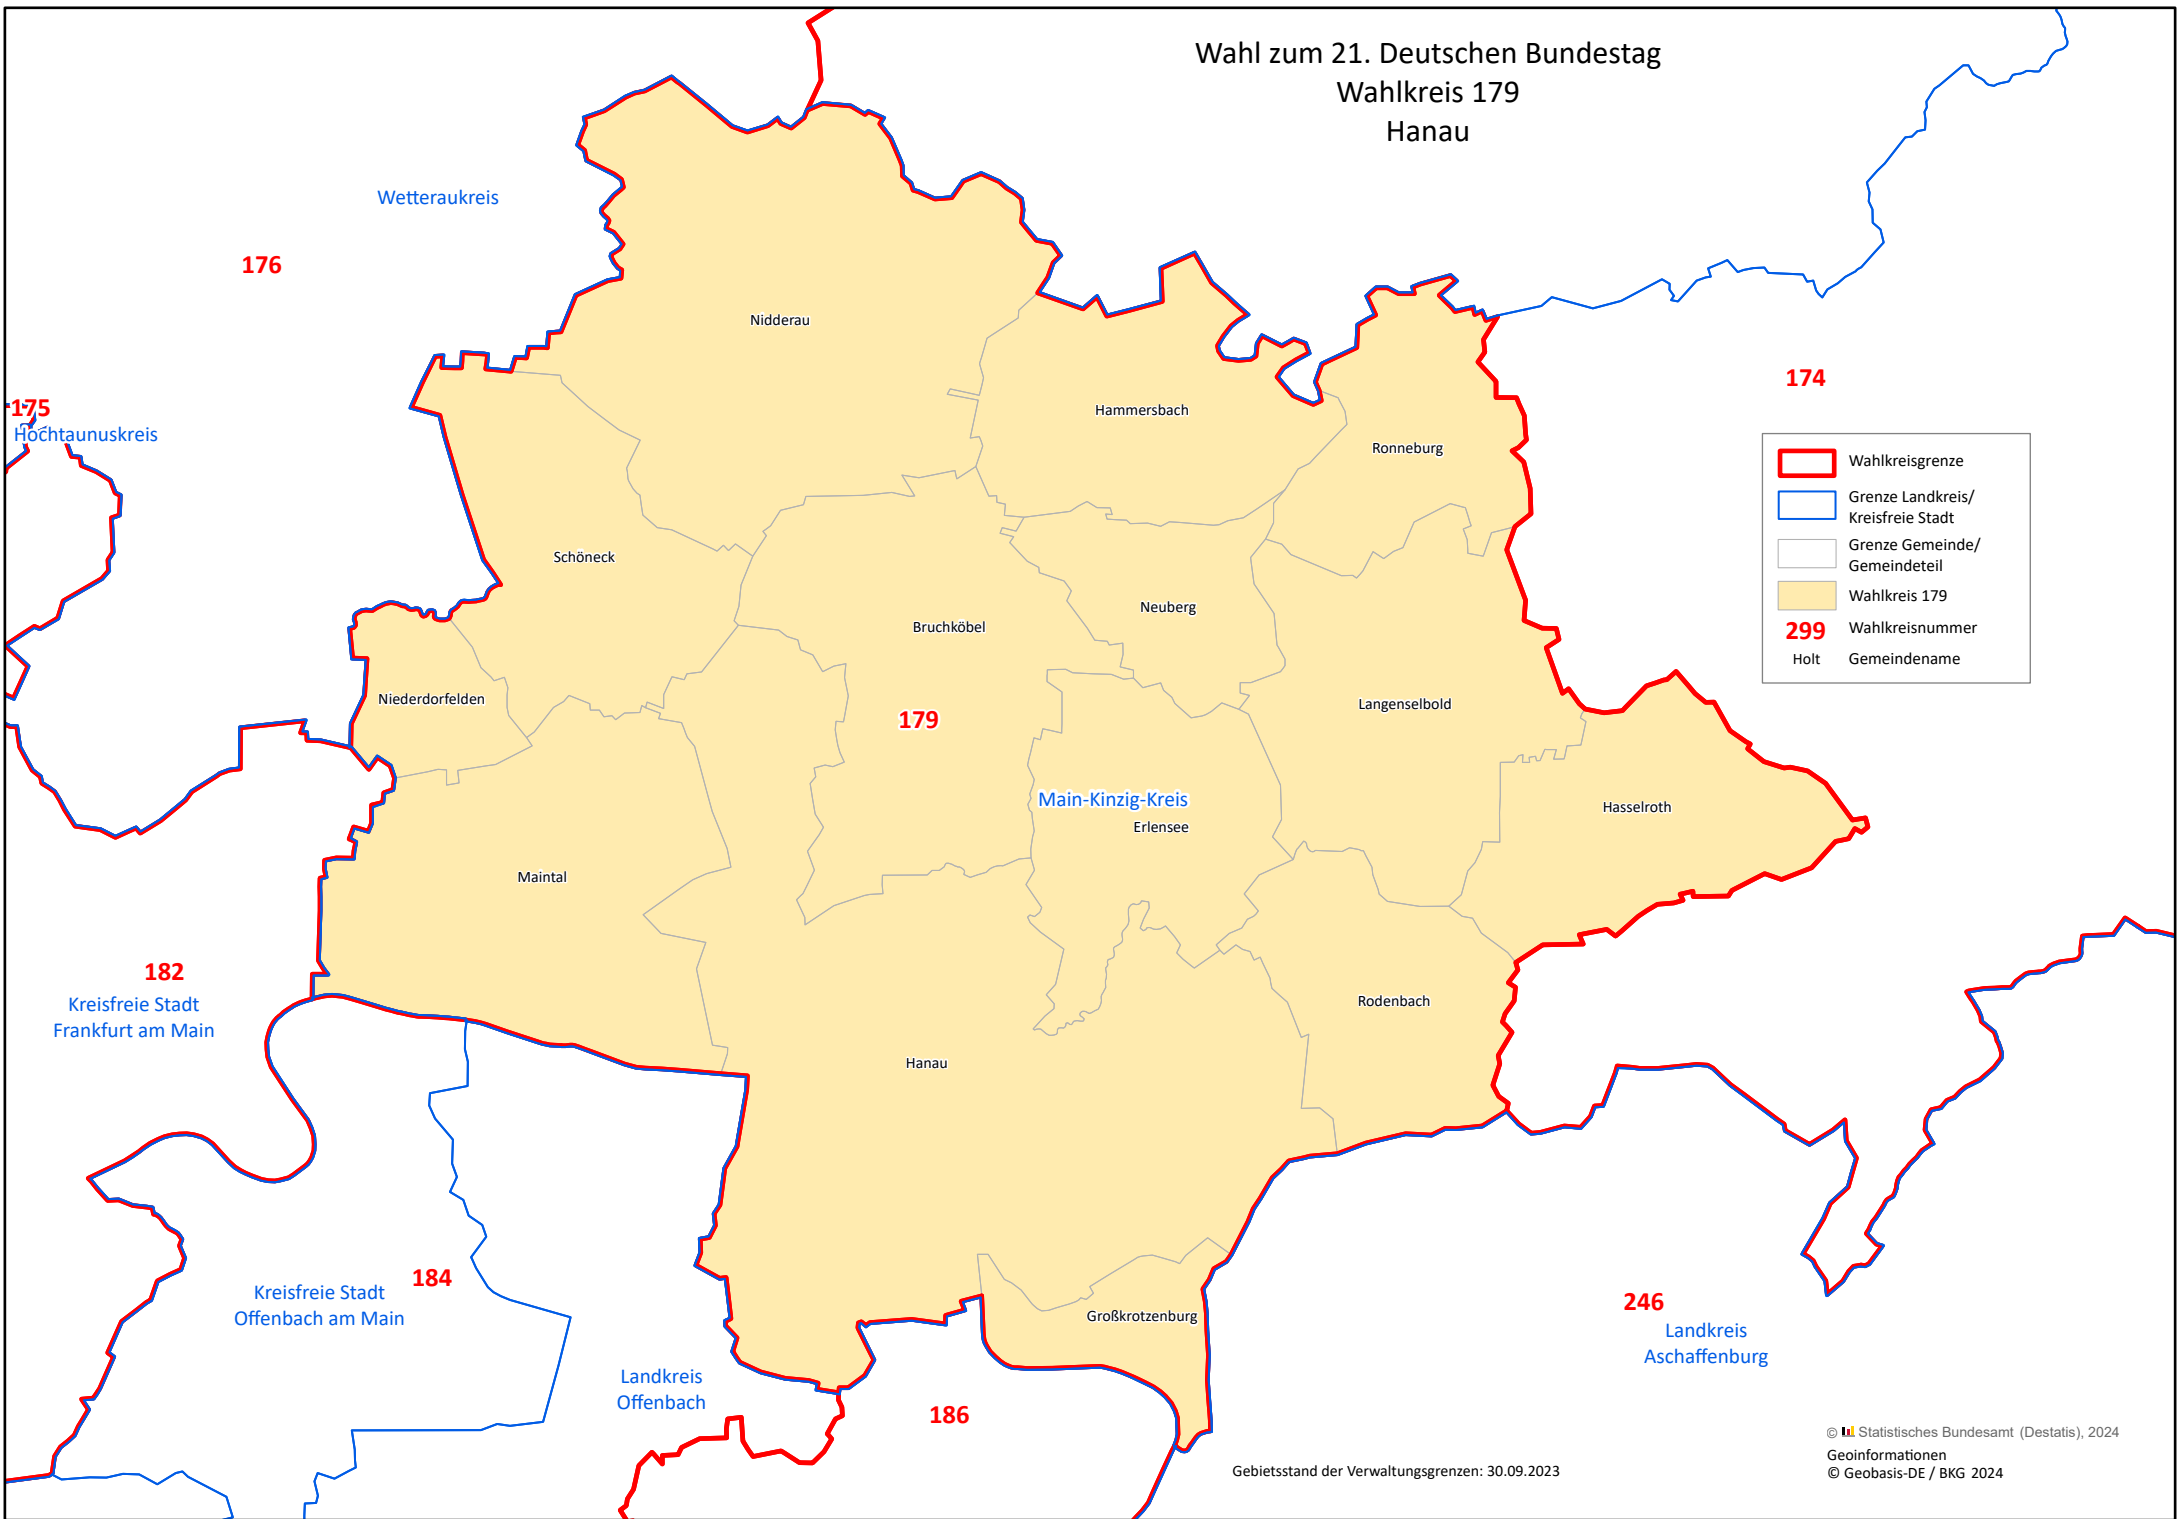 Wahl zum 21. Deutschen Bundestag
Wahlkreis 179
Hanau
Wetteraukreis
176
Nidderau
174
175
Hochtaunuskreis
Hammersbach
Ronneburg
Wahlkreisgrenze
Grenze Landkreis/
Kreisfreie Stadt
Grenze Gemeinde/
Gemeindeteil
Wahlkreis 179
299 Wahlkreisnummer
Holt Gemeindename
Schöneck
Neuberg
Bruchköbel
Niederdorfelden
179
Langenselbold
Main-Kinzig-Kreis
Erlensee
Hasselroth
Maintal
182
Kreisfreie Stadt
Frankfurt am Main
Rodenbach
Hanau
184
Kreisfreie Stadt
Offenbach am Main
Großkrotzenburg
246
Landkreis
Aschaffenburg
Landkreis
Offenbach
186
Gebietsstand der Verwaltungsgrenzen: 30.09.2023
© Statistisches Bundesamt (Destatis), 2024
Geoinformationen
© Geobasis-DE / BKG 2024